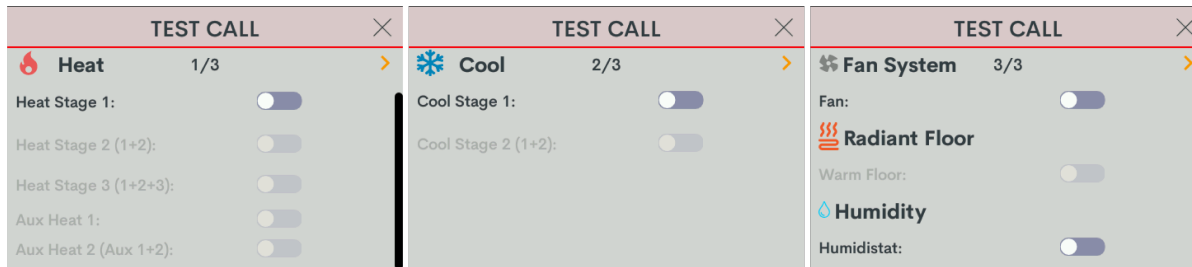 TEST CALL
Heat 1/3
Heat Stage 1:
Heat Stage 2 (1+2):
Heat Stage 3 (1+2+3):
Aux Heat 1:
Aux Heat 2 (Aux 1+2):
TEST CALL
Cool 2/3
Cool Stage 1:
Cool Stage 2 (1+2):
TEST CALL
Fan System 3/3
Fan:
Radiant Floor
Warm Floor:
Humidity
Humidistat: